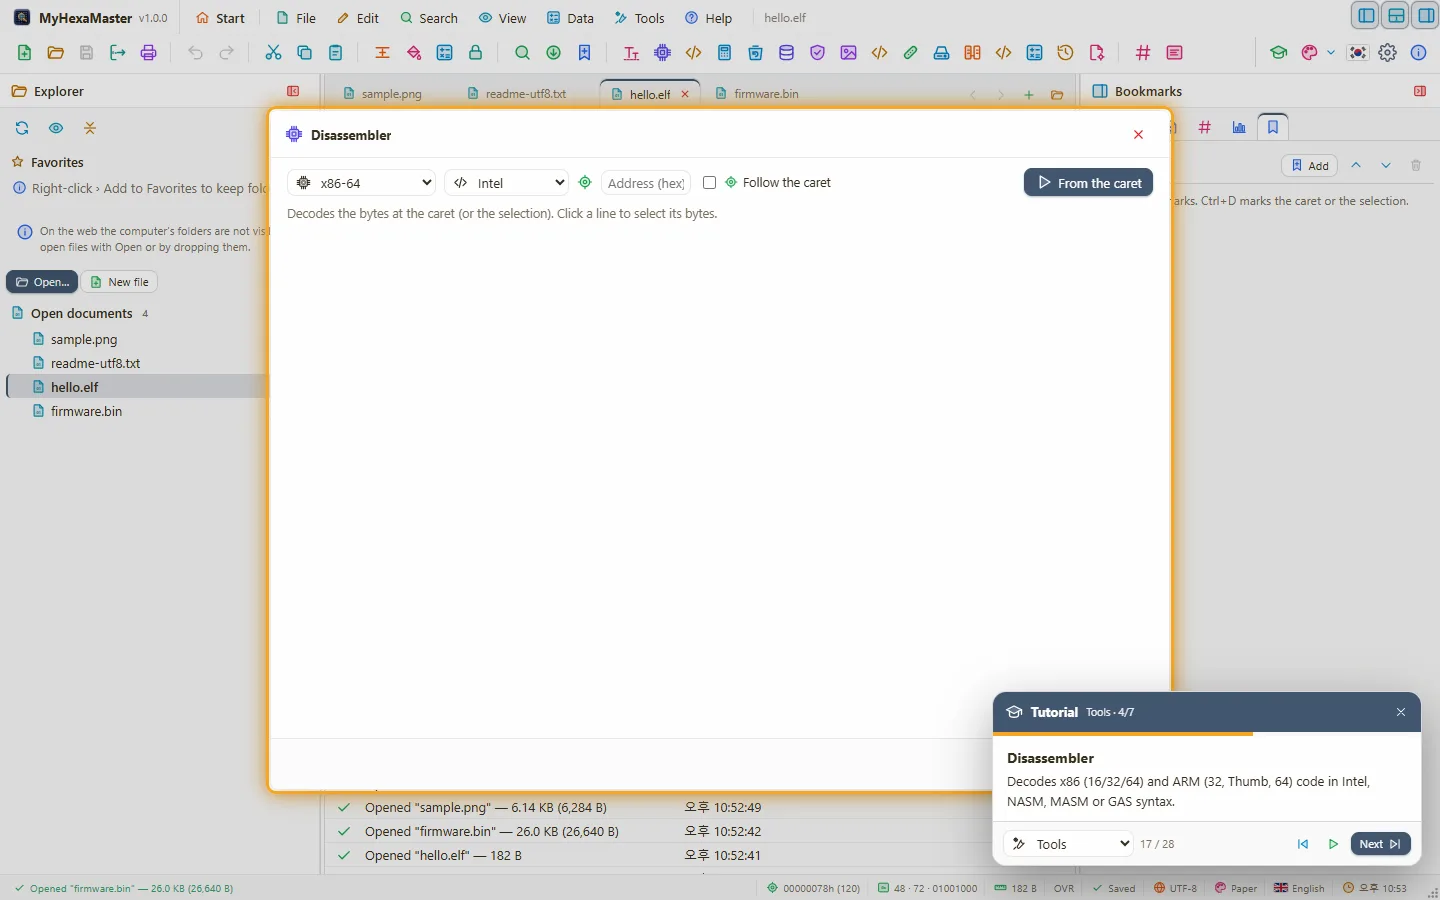 MyHexaMaster v1.0.0 Start File Edit Search View Data Tools Help hello.elf
Explorer
sample.png readme-utf8.txt hello.elf firmware.bin
Bookmarks
Disassembler
Favorites
Right-click › Add to Favorites to keep fol
On the web the computer's folders are not vis
open files with Open or by dropping them.
Open... New file
Open documents 4
sample.png
readme-utf8.txt
hello.elf
firmware.bin
x86-64 Intel Address (hex) Follow the caret From the caret
Decodes the bytes at the caret (or the selection). Click a line to select its bytes.
Add
arks. Ctrl+D marks the caret or the selection.
Opened "sample.png" — 6.14 KB (6,284 B) 오후 10:52:49
Opened "firmware.bin" — 26.0 KB (26,640 B) 오후 10:52:42
Opened "hello.elf" — 182 B 오후 10:52:41
Tutorial Tools · 4/7
Disassembler
Decodes x86 (16/32/64) and ARM (32, Thumb, 64) code in Intel,
NASM, MASM or GAS syntax.
Tools 17 / 28 Next
Opened "firmware.bin" — 26.0 KB (26,640 B) 00000078h (120) 48 · 72 · 01001000 182 B OVR Saved UTF-8 Paper English 오후 10:53